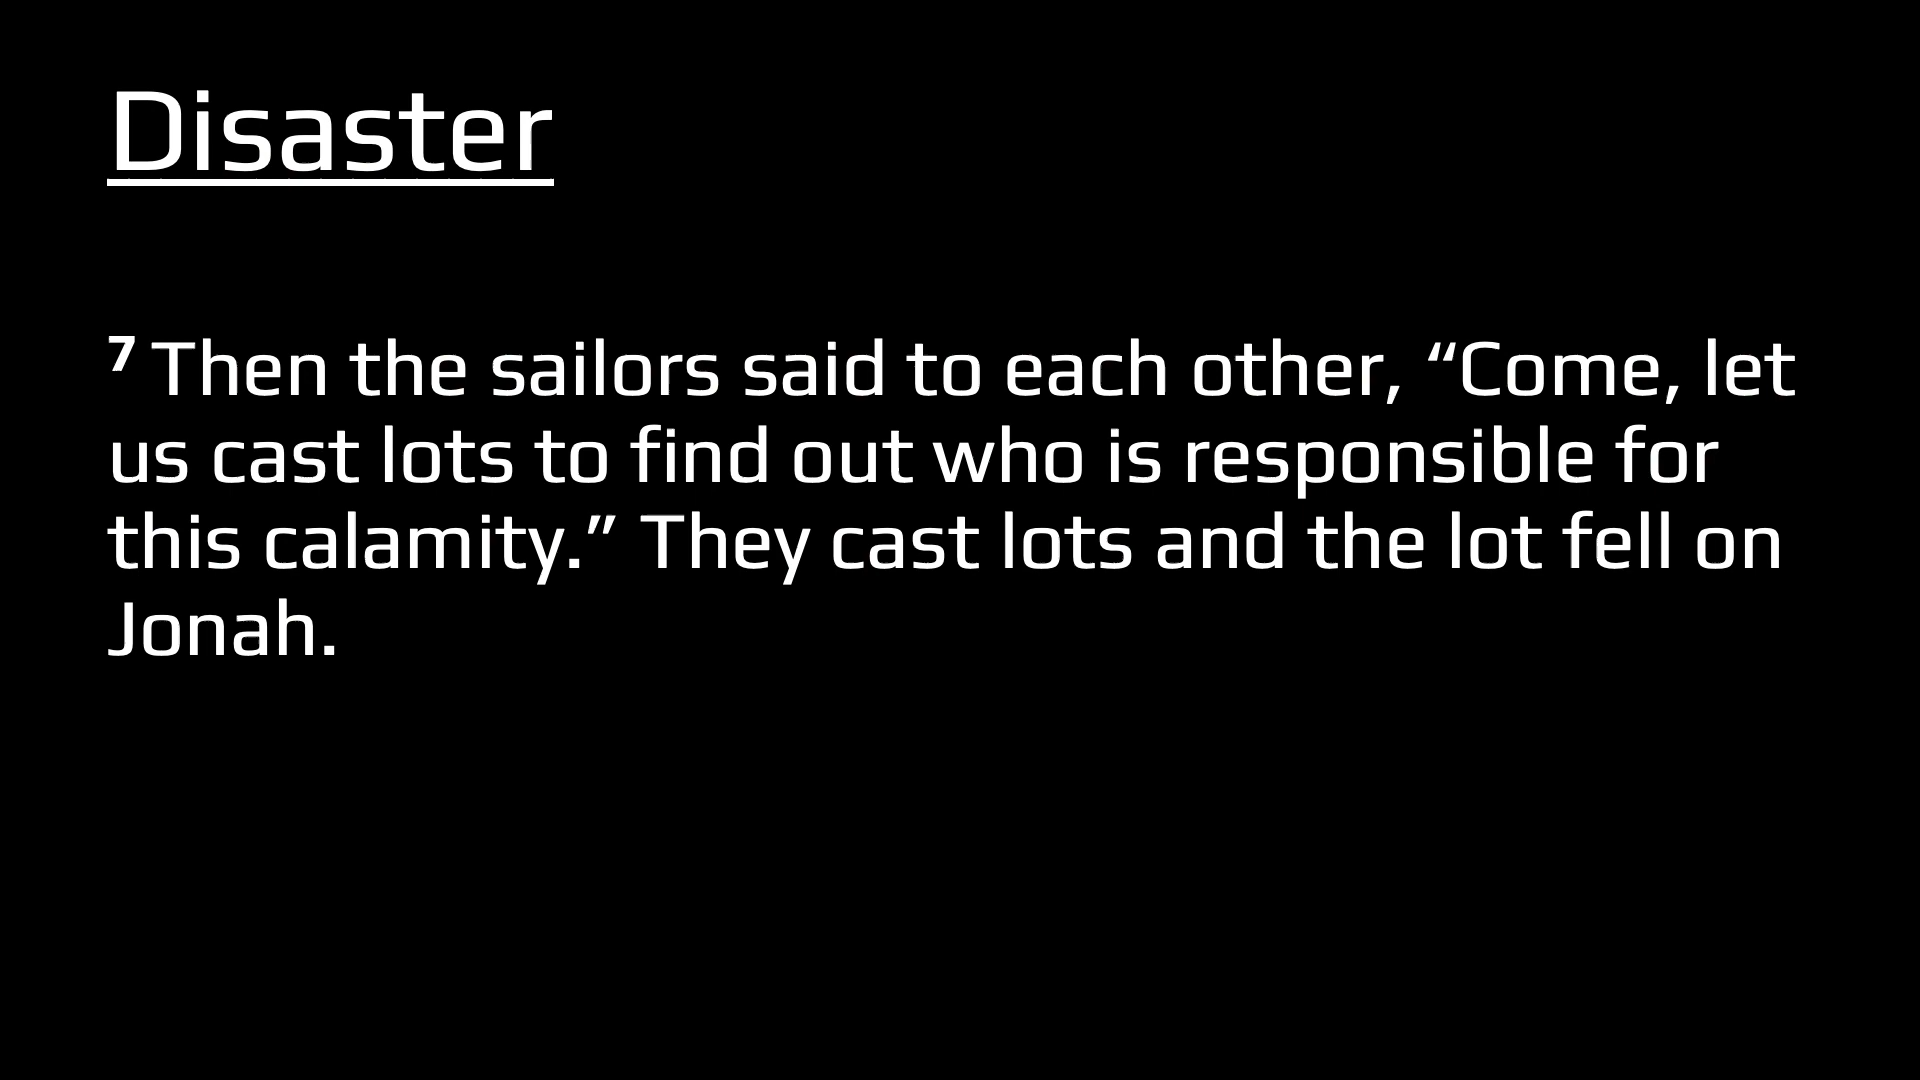 Disaster
⁷ Then the sailors said to each other, “Come, let
us cast lots to find out who is responsible for
this calamity.” They cast lots and the lot fell on
Jonah.